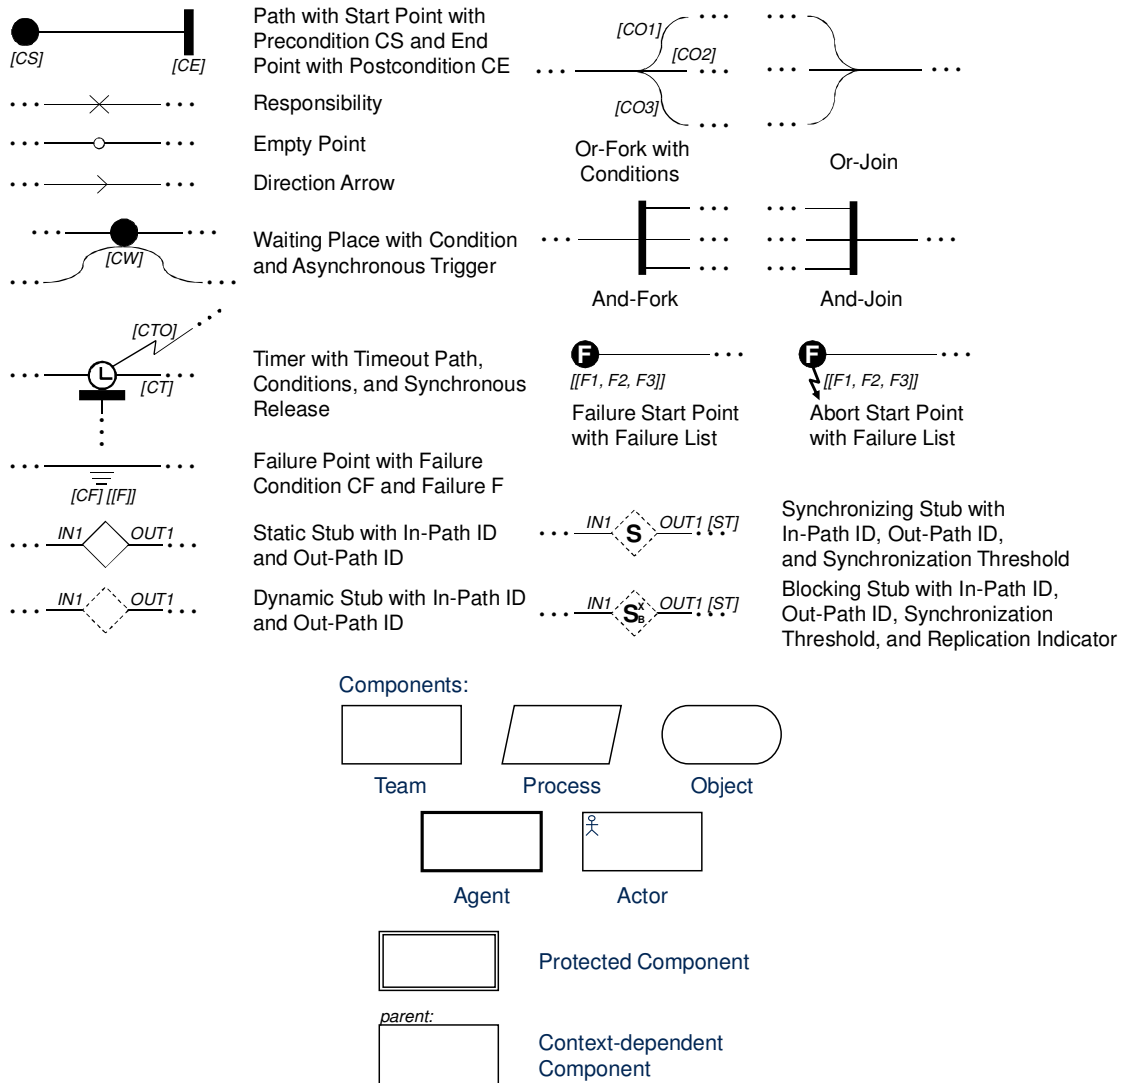 [CS]
[CE]
Path with Start Point with
Precondition CS and End
Point with Postcondition CE
Responsibility
Empty Point
Direction Arrow
[CW]
Waiting Place with Condition
and Asynchronous Trigger
[CTO]
[CT]
Timer with Timeout Path,
Conditions, and Synchronous
Release
[CF] [[F]]
Failure Point with Failure
Condition CF and Failure F
IN1
OUT1
Static Stub with In-Path ID
and Out-Path ID
IN1
OUT1
Dynamic Stub with In-Path ID
and Out-Path ID
[CO1]
[CO2]
[CO3]
Or-Fork with
Conditions
Or-Join
And-Fork
And-Join
F
[[F1, F2, F3]]
Failure Start Point
with Failure List
F
[[F1, F2, F3]]
Abort Start Point
with Failure List
IN1
S
OUT1 [ST]
Synchronizing Stub with
In-Path ID, Out-Path ID,
and Synchronization Threshold
IN1
S X B
OUT1 [ST]
Blocking Stub with In-Path ID,
Out-Path ID, Synchronization
Threshold, and Replication Indicator
Components:
Team
Process
Object
Agent
Actor
Protected Component
parent:
Context-dependent
Component